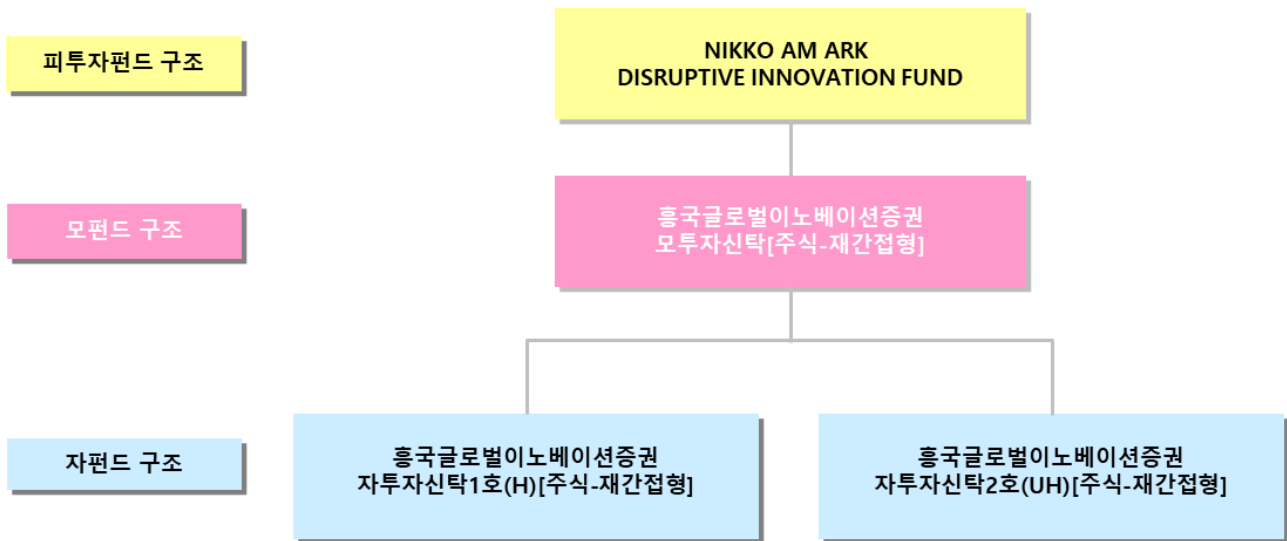 피투자펀드 구조
NIKKO AM ARK
DISRUPTIVE INNOVATION FUND
모펀드 구조
흥국글로벌이노베이션증권
모투자신탁[주식-재간접형]
자펀드 구조
흥국글로벌이노베이션증권
자투자신탁1호(H)[주식-재간접형]
흥국글로벌이노베이션증권
자투자신탁2호(UH)[주식-재간접형]